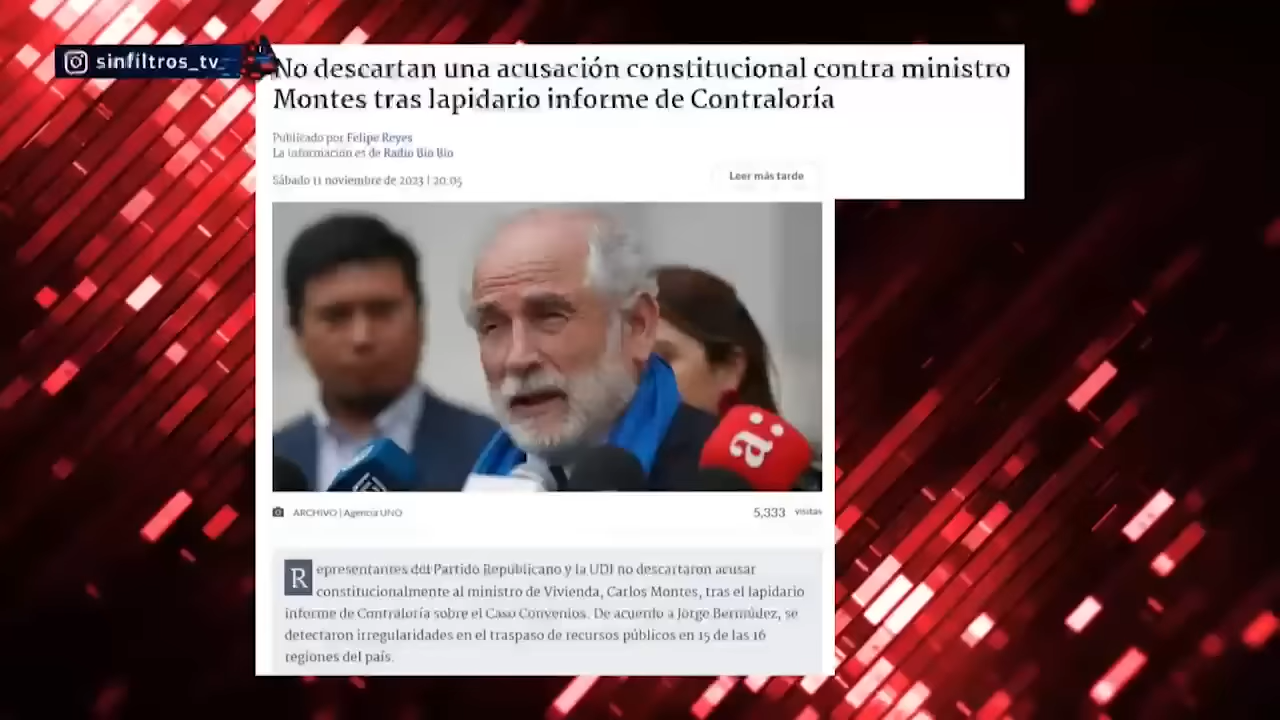 sinfiltros_tv
No descartan una acusación constitucional contra ministro
Montes tras lapidario informe de Contraloría
Publicado por Felipe Reyes
La información es de Radio Bío Bío
Sábado 11 noviembre de 2023 | 20:05
Leer más tarde
a:
ARCHIVO | Agencia UNO
5,333 visitas
Representantes del Partido Republicano y la UDI no descartaron acusar
constitucionalmente al ministro de Vivienda, Carlos Montes, tras el lapidario
informe de Contraloría sobre el Caso Convenios. De acuerdo a Jorge Bermúdez, se
detectaron irregularidades en el traspaso de recursos públicos en 15 de las 16
regiones del país.